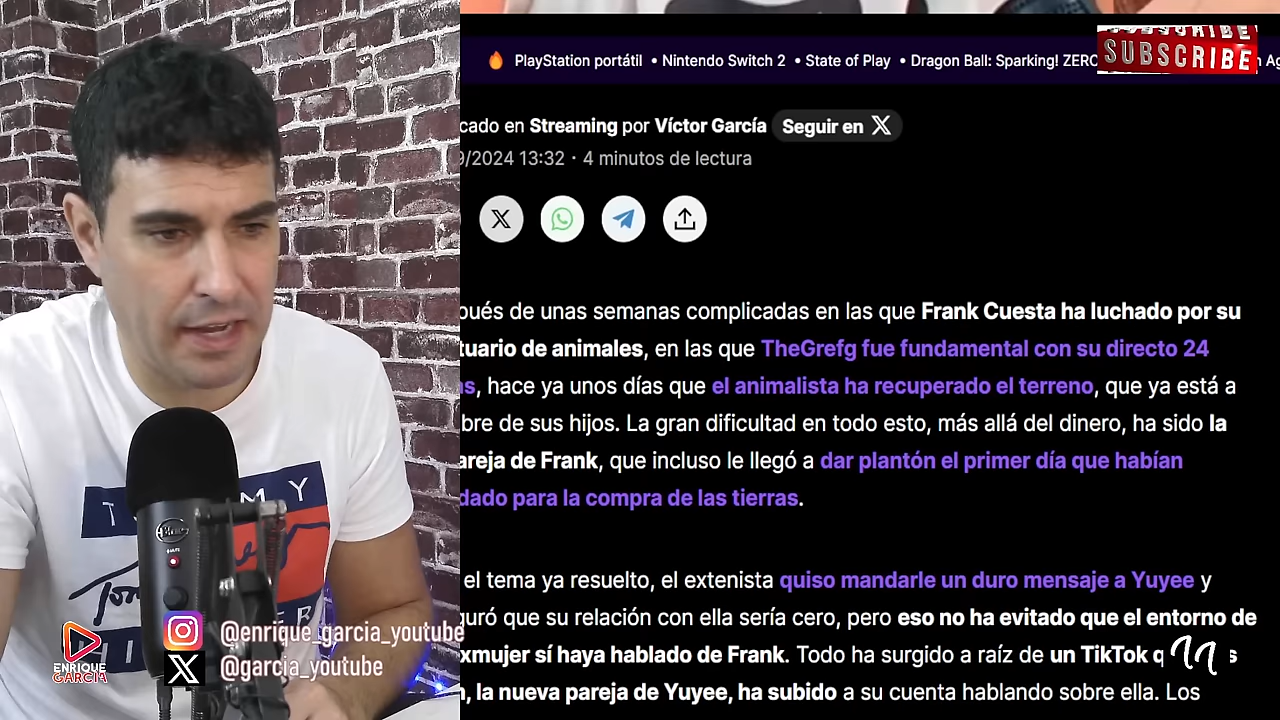 PlayStation portátil • Nintendo Switch 2 • State of Play • Dragon Ball: Sparking! ZERO
SUBSCRIBE
SUBSCRIBE
cado en Streaming por Víctor García Seguir en X
9/2024 13:32 · 4 minutos de lectura
pués de unas semanas complicadas en las que Frank Cuesta ha luchado por su
tuario de animales, en las que TheGrefg fue fundamental con su directo 24
as, hace ya unos días que el animalista ha recuperado el terreno, que ya está a
bre de sus hijos. La gran dificultad en todo esto, más allá del dinero, ha sido la
areja de Frank, que incluso le llegó a dar plantón el primer día que habían
dado para la compra de las tierras.
el tema ya resuelto, el extenista quiso mandarle un duro mensaje a Yuyee y
guró que su relación con ella sería cero, pero eso no ha evitado que el entorno de
xmujer sí haya hablado de Frank. Todo ha surgido a raíz de un TikTok q s
n, la nueva pareja de Yuyee, ha subido a su cuenta hablando sobre ella. Los
@enrique_garcia_youtube
@garcia_youtube
ENRIQUE
GARCIA